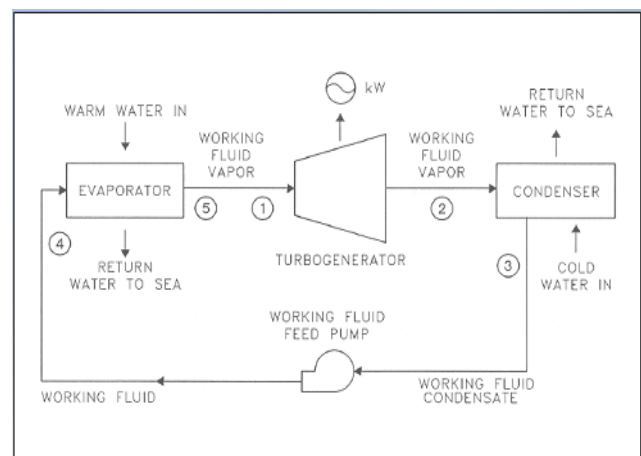 kW
WARM WATER IN
RETURN
WATER TO SEA
WORKING
FLUID
VAPOR
WORKING
FLUID
VAPOR
EVAPORATOR
CONDENSER
5
1
2
4
3
TURBOGENERATOR
RETURN
WATER TO SEA
COLD
WATER IN
WORKING FLUID
FEED PUMP
WORKING FLUID
WORKING FLUID
CONDENSATE